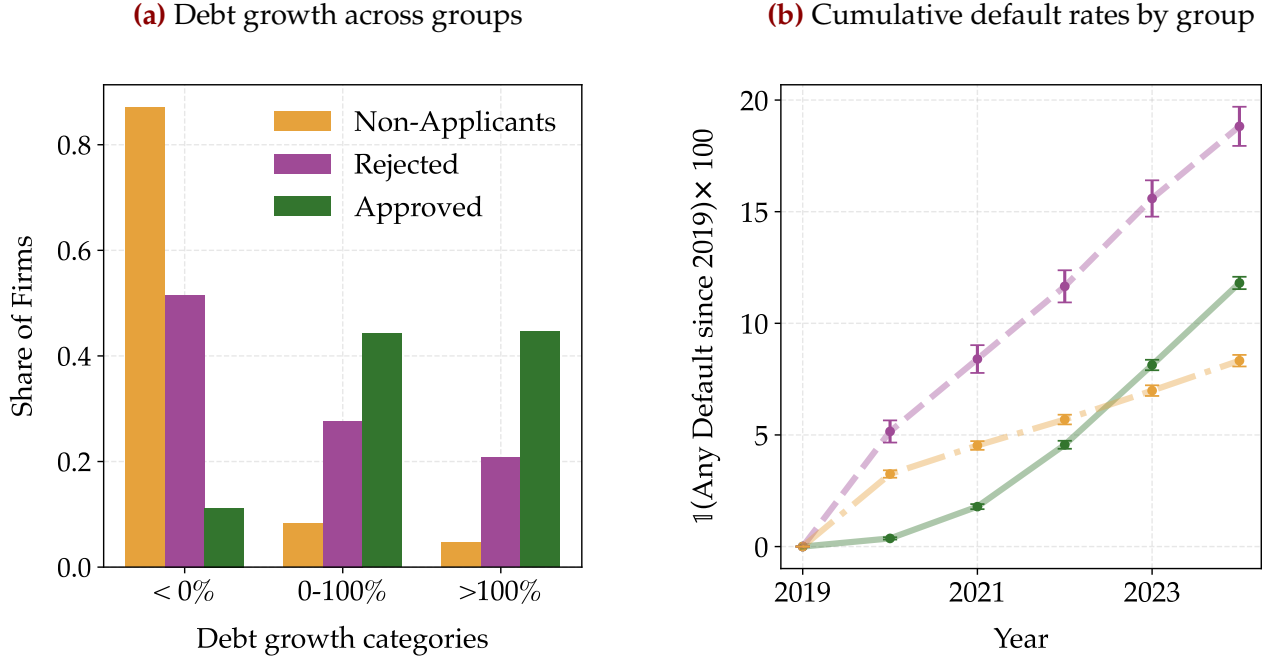 (a) Debt growth across groups
Share of Firms
0.8
0.6
0.4
0.2
0.0
Non-Applicants
Rejected
Approved
< 0%
0-100%
>100%
Debt growth categories
(b) Cumulative default rates by group
𝟙(Any Default since 2019)× 100
20
15
10
5
0
2019
2021
2023
Year